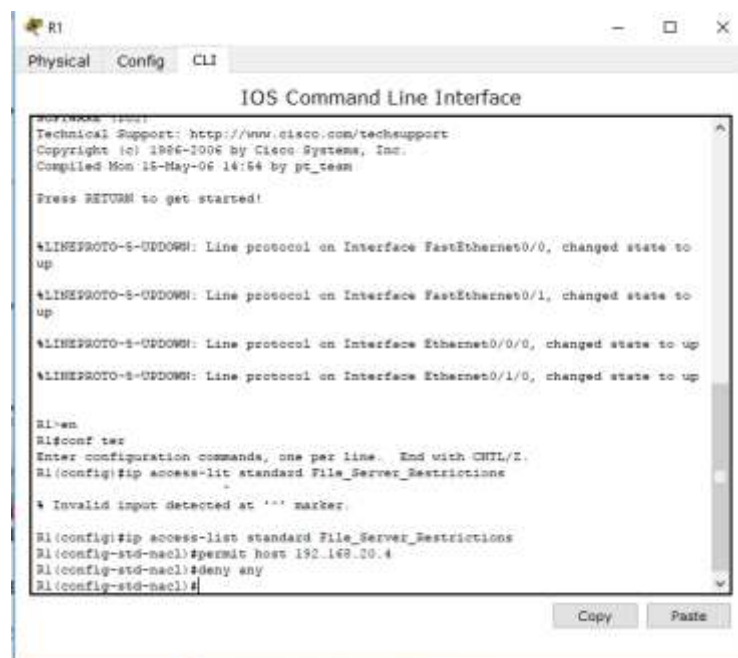 R1
Physical Config CLI
IOS Command Line Interface
Technical Support: http://www.cisco.com/techsupport
Copyright (c) 1986-2006 by Cisco Systems, Inc.
Compiled Mon 15-May-06 14:54 by pt_team
Press RETURN to get started!
%LINEPROTO-5-UPDOWN: Line protocol on Interface FastEthernet0/0, changed state to
up
%LINEPROTO-5-UPDOWN: Line protocol on Interface FastEthernet0/1, changed state to
up
%LINEPROTO-5-UPDOWN: Line protocol on Interface Ethernet0/0/0, changed state to up
%LINEPROTO-5-UPDOWN: Line protocol on Interface Ethernet0/1/0, changed state to up
R1>en
R1#conf ter
Enter configuration commands, one per line. End with CNTL/Z.
R1(config)#ip access-lit standard File_Server_Restrictions
^
% Invalid input detected at '^' marker.
R1(config)#ip access-list standard File_Server_Restrictions
R1(config-std-nacl)#permit host 192.168.20.4
R1(config-std-nacl)#deny any
R1(config-std-nacl)#
Copy Paste